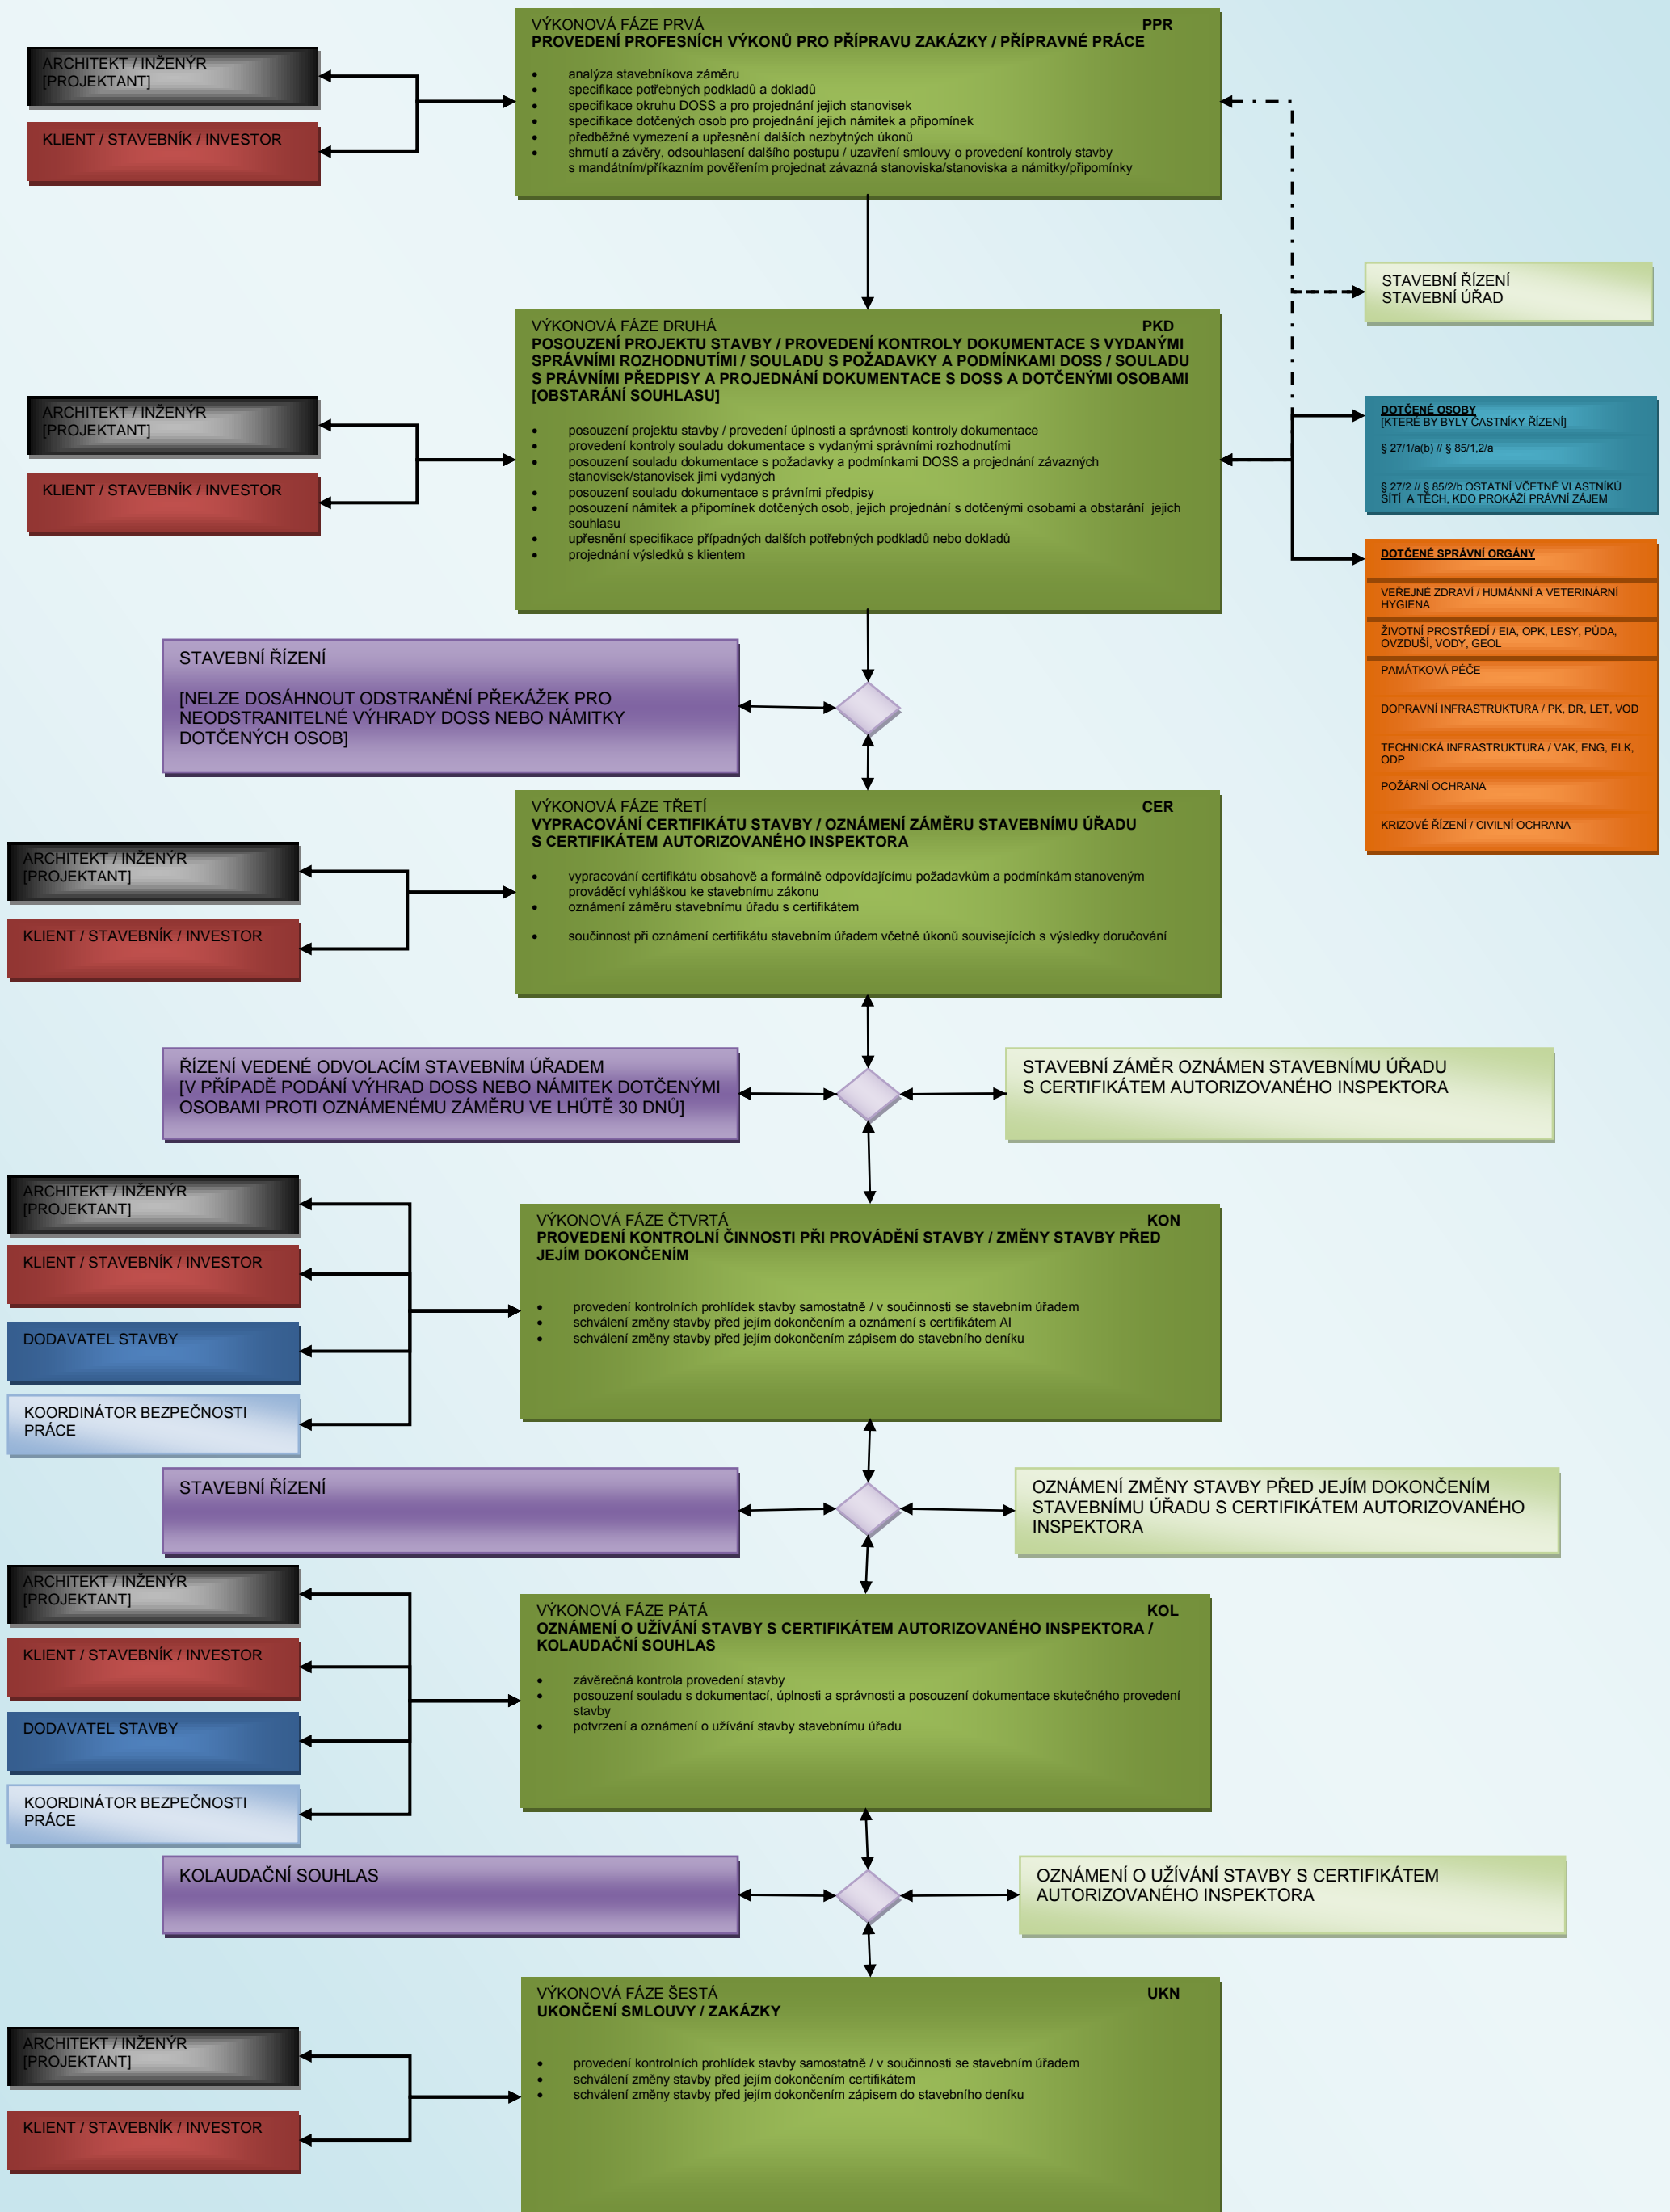 VÝKONOVÁ FÁZE PRVÁ PPR
PROVEDENÍ PROFESNÍCH VÝKONŮ PRO PŘÍPRAVU ZAKÁZKY / PŘÍPRAVNÉ PRÁCE
• analýza stavebníkova záměru
• specifikace potřebných podkladů a dokladů
• specifikace okruhu DOSS a pro projednání jejich stanovisek
• specifikace dotčených osob pro projednání jejich námitek a připomínek
• předběžné vymezení a upřesnění dalších nezbytných úkonů
• shrnutí a závěry, odsouhlasení dalšího postupu / uzavření smlouvy o provedení kontroly stavby
s mandátním/příkazním pověřením projednat závazná stanoviska/stanoviska a námitky/připomínky
ARCHITEKT / INŽENÝR
[PROJEKTANT]
KLIENT / STAVEBNÍK / INVESTOR
STAVEBNÍ ŘÍZENÍ
STAVEBNÍ ÚŘAD
VÝKONOVÁ FÁZE DRUHÁ PKD
POSOUZENÍ PROJEKTU STAVBY / PROVEDENÍ KONTROLY DOKUMENTACE S VYDANÝMI
SPRÁVNÍMI ROZHODNUTÍMI / SOULADU S POŽADAVKY A PODMÍNKAMI DOSS / SOULADU
S PRÁVNÍMI PŘEDPISY A PROJEDNÁNÍ DOKUMENTACE S DOSS A DOTČENÝMI OSOBAMI
[OBSTARÁNÍ SOUHLASU]
• posouzení projektu stavby / provedení úplnosti a správnosti kontroly dokumentace
• provedení kontroly souladu dokumentace s vydanými správními rozhodnutími
• posouzení souladu dokumentace s požadavky a podmínkami DOSS a projednání závazných
stanovisek/stanovisek jimi vydaných
• posouzení souladu dokumentace s právními předpisy
• posouzení námitek a připomínek dotčených osob, jejich projednání s dotčenými osobami a obstarání jejich
souhlasu
• upřesnění specifikace případných dalších potřebných podkladů nebo dokladů
• projednání výsledků s klientem
ARCHITEKT / INŽENÝR
[PROJEKTANT]
KLIENT / STAVEBNÍK / INVESTOR
DOTČENÉ OSOBY
[KTERÉ BY BYLY ČASTNÍKY ŘÍZENÍ]
§ 27/1/a(b) // § 85/1,2/a
§ 27/2 // § 85/2/b OSTATNÍ VČETNĚ VLASTNÍKŮ
SÍTÍ A TĚCH, KDO PROKÁŽÍ PRÁVNÍ ZÁJEM
DOTČENÉ SPRÁVNÍ ORGÁNY
VEŘEJNÉ ZDRAVÍ / HUMÁNNÍ A VETERINÁRNÍ
HYGIENA
ŽIVOTNÍ PROSTŘEDÍ / EIA, OPK, LESY, PŮDA,
OVZDUŠÍ, VODY, GEOL
PAMÁTKOVÁ PÉČE
DOPRAVNÍ INFRASTRUKTURA / PK, DR, LET, VOD
TECHNICKÁ INFRASTRUKTURA / VAK, ENG, ELK,
ODP
POŽÁRNÍ OCHRANA
KRIZOVÉ ŘÍZENÍ / CIVILNÍ OCHRANA
STAVEBNÍ ŘÍZENÍ
[NELZE DOSÁHNOUT ODSTRANĚNÍ PŘEKÁŽEK PRO
NEODSTRANITELNÉ VÝHRADY DOSS NEBO NÁMITKY
DOTČENÝCH OSOB]
VÝKONOVÁ FÁZE TŘETÍ CER
VYPRACOVÁNÍ CERTIFIKÁTU STAVBY / OZNÁMENÍ ZÁMĚRU STAVEBNÍMU ÚŘADU
S CERTIFIKÁTEM AUTORIZOVANÉHO INSPEKTORA
• vypracování certifikátu obsahově a formálně odpovídajícímu požadavkům a podmínkám stanoveným
prováděcí vyhláškou ke stavebnímu zákonu
• oznámení záměru stavebnímu úřadu s certifikátem
• součinnost při oznámení certifikátu stavebním úřadem včetně úkonů souvisejících s výsledky doručování
ARCHITEKT / INŽENÝR
[PROJEKTANT]
KLIENT / STAVEBNÍK / INVESTOR
ŘÍZENÍ VEDENÉ ODVOLACÍM STAVEBNÍM ÚŘADEM
[V PŘÍPADĚ PODÁNÍ VÝHRAD DOSS NEBO NÁMITEK DOTČENÝMI
OSOBAMI PROTI OZNÁMENÉMU ZÁMĚRU VE LHŮTĚ 30 DNŮ]
STAVEBNÍ ZÁMĚR OZNÁMEN STAVEBNÍMU ÚŘADU
S CERTIFIKÁTEM AUTORIZOVANÉHO INSPEKTORA
ARCHITEKT / INŽENÝR
[PROJEKTANT]
KLIENT / STAVEBNÍK / INVESTOR
DODAVATEL STAVBY
KOORDINÁTOR BEZPEČNOSTI
PRÁCE
VÝKONOVÁ FÁZE ČTVRTÁ KON
PROVEDENÍ KONTROLNÍ ČINNOSTI PŘI PROVÁDĚNÍ STAVBY / ZMĚNY STAVBY PŘED
JEJÍM DOKONČENÍM
• provedení kontrolních prohlídek stavby samostatně / v součinnosti se stavebním úřadem
• schválení změny stavby před jejím dokončením a oznámení s certifikátem AI
• schválení změny stavby před jejím dokončením zápisem do stavebního deníku
STAVEBNÍ ŘÍZENÍ
OZNÁMENÍ ZMĚNY STAVBY PŘED JEJÍM DOKONČENÍM
STAVEBNÍMU ÚŘADU S CERTIFIKÁTEM AUTORIZOVANÉHO
INSPEKTORA
ARCHITEKT / INŽENÝR
[PROJEKTANT]
KLIENT / STAVEBNÍK / INVESTOR
DODAVATEL STAVBY
KOORDINÁTOR BEZPEČNOSTI
PRÁCE
VÝKONOVÁ FÁZE PÁTÁ KOL
OZNÁMENÍ O UŽÍVÁNÍ STAVBY S CERTIFIKÁTEM AUTORIZOVANÉHO INSPEKTORA /
KOLAUDAČNÍ SOUHLAS
• závěrečná kontrola provedení stavby
• posouzení souladu s dokumentací, úplnosti a správnosti a posouzení dokumentace skutečného provedení
stavby
• potvrzení a oznámení o užívání stavby stavebnímu úřadu
KOLAUDAČNÍ SOUHLAS
OZNÁMENÍ O UŽÍVÁNÍ STAVBY S CERTIFIKÁTEM
AUTORIZOVANÉHO INSPEKTORA
VÝKONOVÁ FÁZE ŠESTÁ UKN
UKONČENÍ SMLOUVY / ZAKÁZKY
• provedení kontrolních prohlídek stavby samostatně / v součinnosti se stavebním úřadem
• schválení změny stavby před jejím dokončením certifikátem
• schválení změny stavby před jejím dokončením zápisem do stavebního deníku
ARCHITEKT / INŽENÝR
[PROJEKTANT]
KLIENT / STAVEBNÍK / INVESTOR